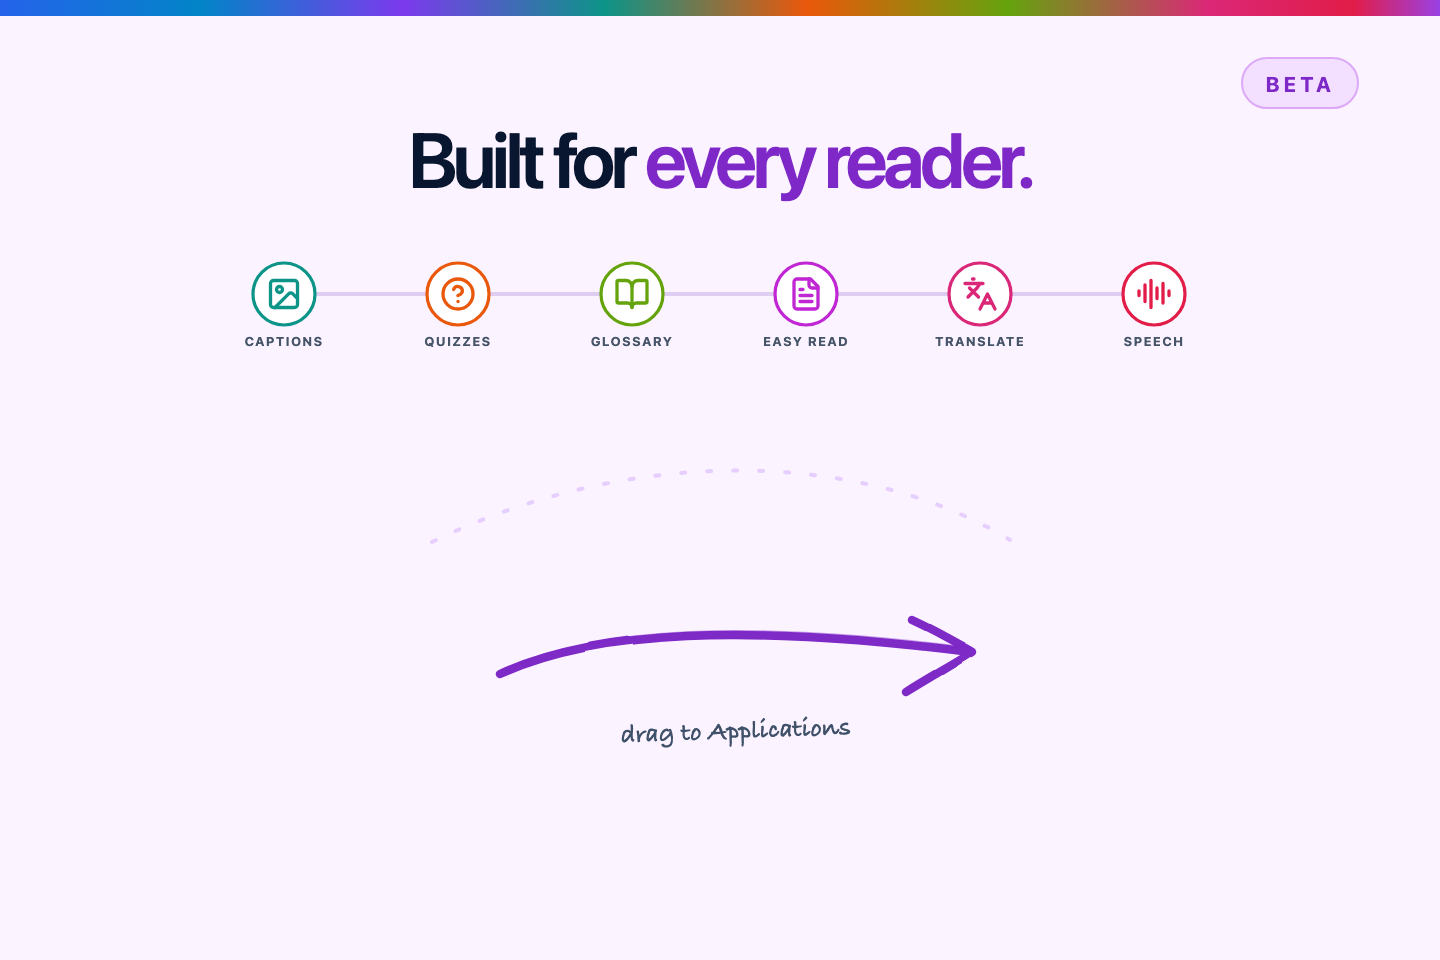 BETA
Built for every reader.
CAPTIONS
QUIZZES
GLOSSARY
EASY READ
TRANSLATE
SPEECH
drag to Applications